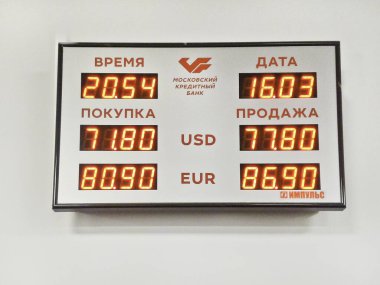 ВРЕМЯ ДАТА
20.54 16.03
МОСКОВСКИЙ
КРЕДИТНЫЙ
БАНК
ПОКУПКА ПРОДАЖА
71.80 USD 77.80
80.90 EUR 86.90
ИМПУЛЬС